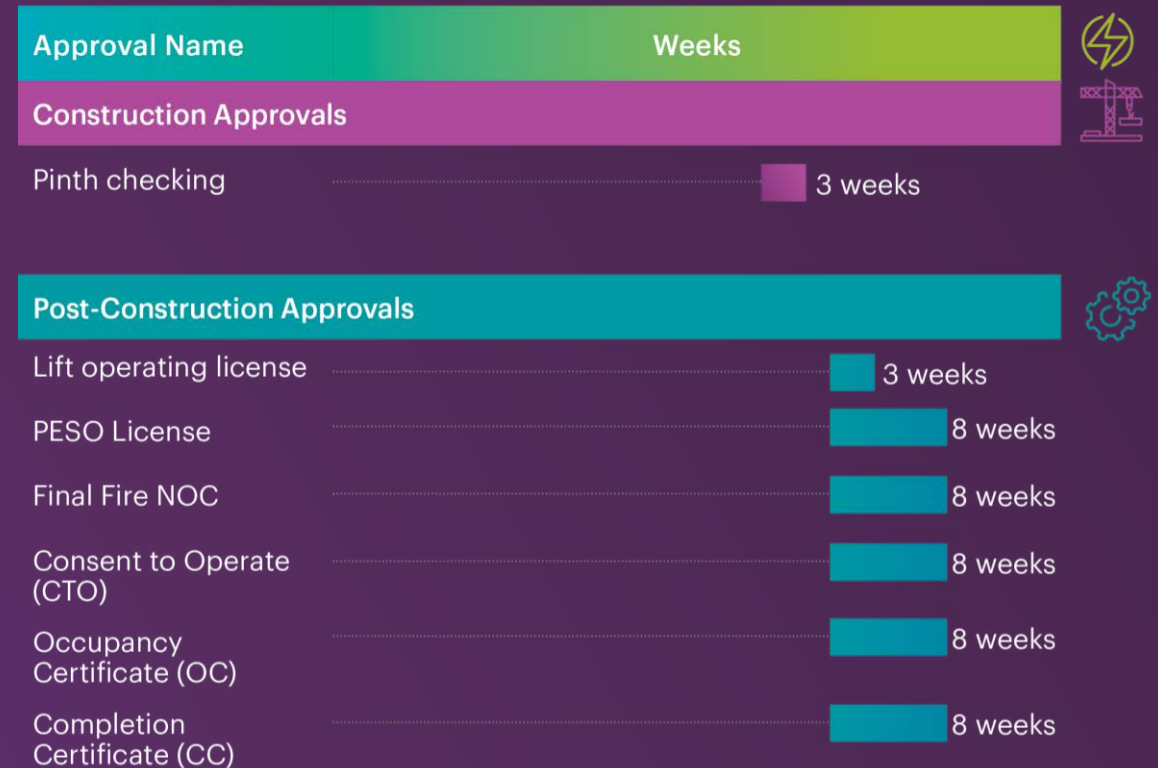 Approval Name Weeks
Construction Approvals
Pinth checking 3 weeks
Post-Construction Approvals
Lift operating license 3 weeks
PESO License 8 weeks
Final Fire NOC 8 weeks
Consent to Operate 8 weeks
(CTO)
Occupancy 8 weeks
Certificate (OC)
Completion 8 weeks
Certificate (CC)